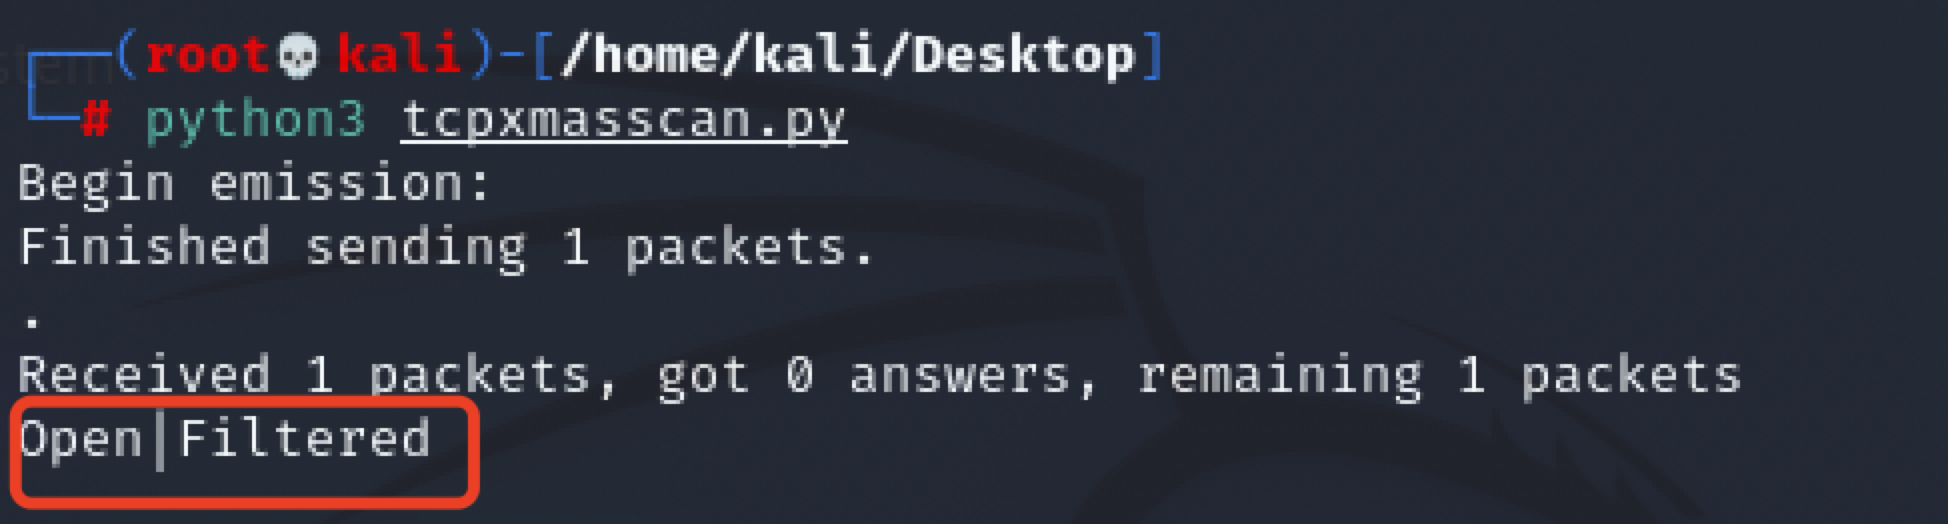 ┌──(root💀kali)-[/home/kali/Desktop]
└─# python3 tcpxmasscan.py
Begin emission:
Finished sending 1 packets.
.
Received 1 packets, got 0 answers, remaining 1 packets
Open|Filtered